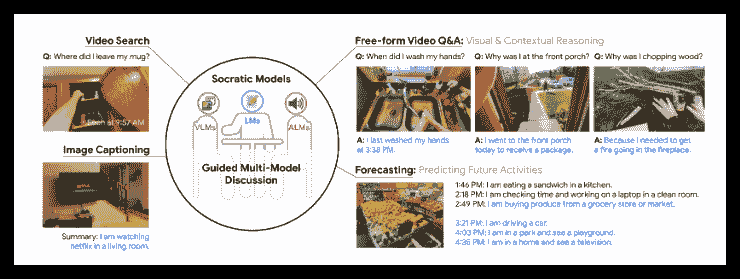 Video Search
Q: Where did I leave my mug?
Seen at 9:57 AM
Image Captioning
Summary: I am watching
netflix in a living room.
Socratic Models
VLMs
LMs
ALMs
Guided Multi-Model
Discussion
Free-form Video Q&A: Visual & Contextual Reasoning
Q: When did I wash my hands?
A: I last washed my hands
at 3:38 PM.
Q: Why was I at the front porch?
A: I went to the front porch
today to receive a package.
Q: Why was I chopping wood?
A: Because I needed to get
a fire going in the fireplace.
Forecasting: Predicting Future Activities
1:46 PM: I am eating a sandwich in a kitchen.
2:18 PM: I am checking time and working on a laptop in a clean room.
2:49 PM: I am buying produce from a grocery store or market.
3:21 PM: I am driving a car.
4:03 PM: I am in a park and see a playground.
4:35 PM: I am in a home and see a television.